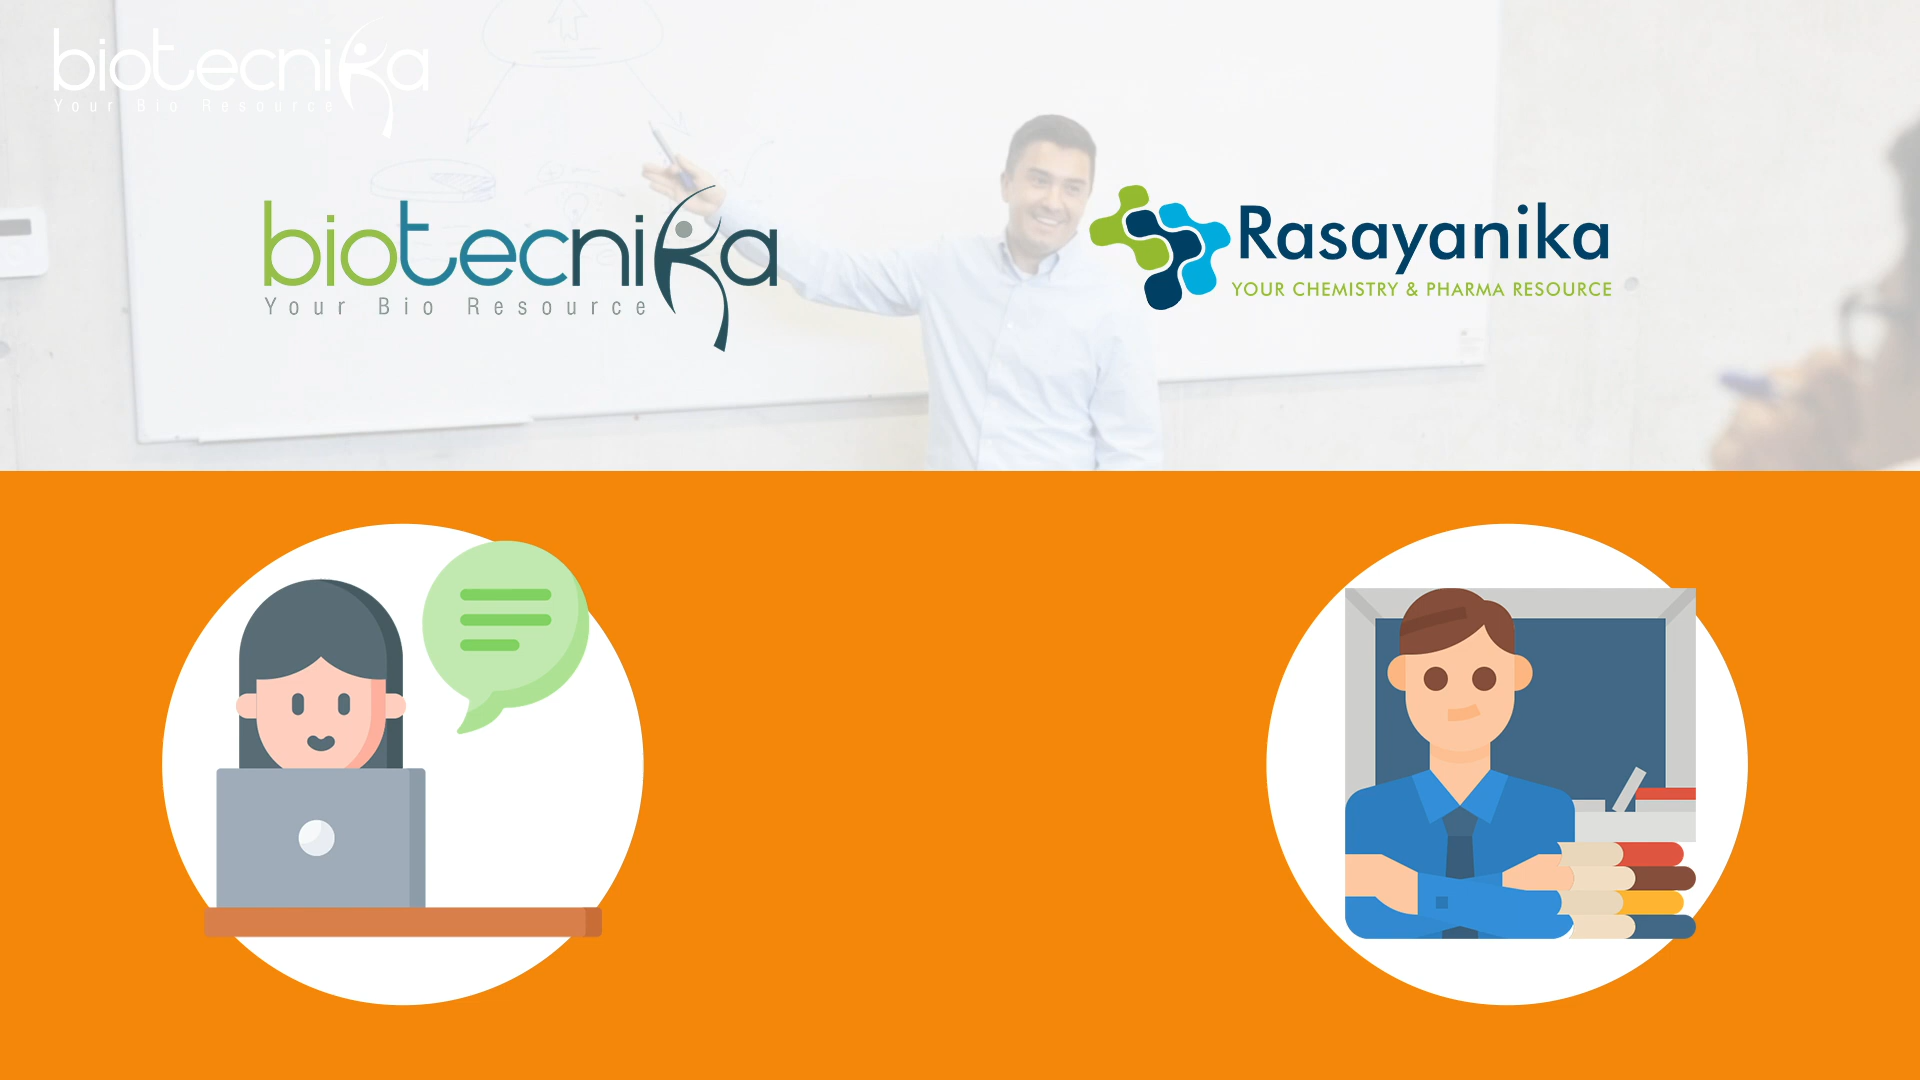 biotecnika
Your Bio Resource
biotecnika
Your Bio Resource
Rasayanika
YOUR CHEMISTRY & PHARMA RESOURCE